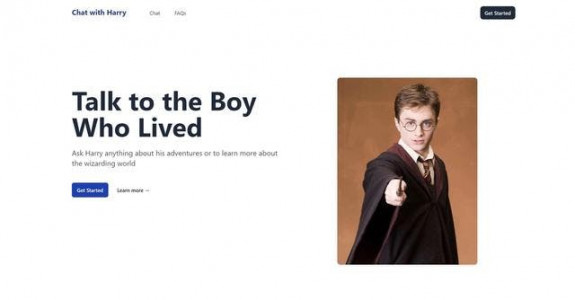 Chat with Harry
Chat
FAQs
Get Started
Talk to the Boy
Who Lived
Ask Harry anything about his adventures or to learn more about
the wizarding world
Get Started
Learn more →